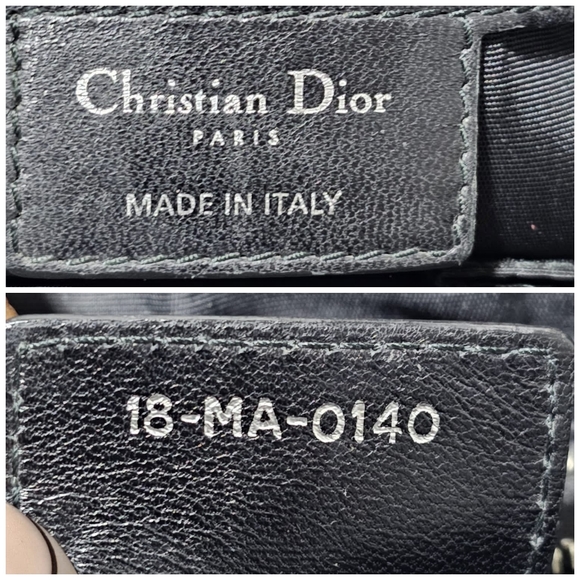 Christian Dior
PARIS
MADE IN ITALY
18-MA-0140